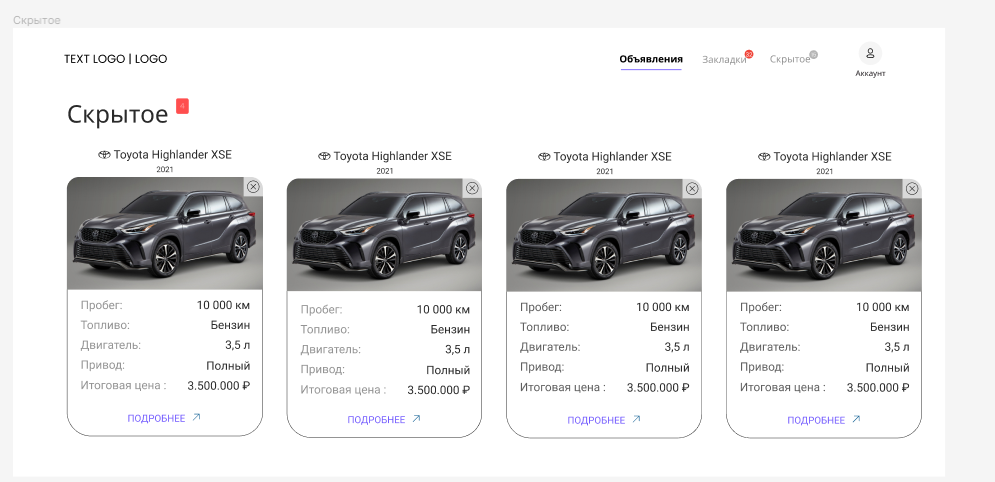 Скрытое
TEXT LOGO | LOGO
Объявления Закладки 22 Скрытое
Аккаунт
Скрытое 4
Toyota Highlander XSE
2021
Пробег: 10 000 км
Топливо: Бензин
Двигатель: 3,5 л
Привод: Полный
Итоговая цена : 3.500.000 ₽
ПОДРОБНЕЕ
Toyota Highlander XSE
2021
Пробег: 10 000 км
Топливо: Бензин
Двигатель: 3,5 л
Привод: Полный
Итоговая цена : 3.500.000 ₽
ПОДРОБНЕЕ
Toyota Highlander XSE
2021
Пробег: 10 000 км
Топливо: Бензин
Двигатель: 3,5 л
Привод: Полный
Итоговая цена : 3.500.000 ₽
ПОДРОБНЕЕ
Toyota Highlander XSE
2021
Пробег: 10 000 км
Топливо: Бензин
Двигатель: 3,5 л
Привод: Полный
Итоговая цена : 3.500.000 ₽
ПОДРОБНЕЕ